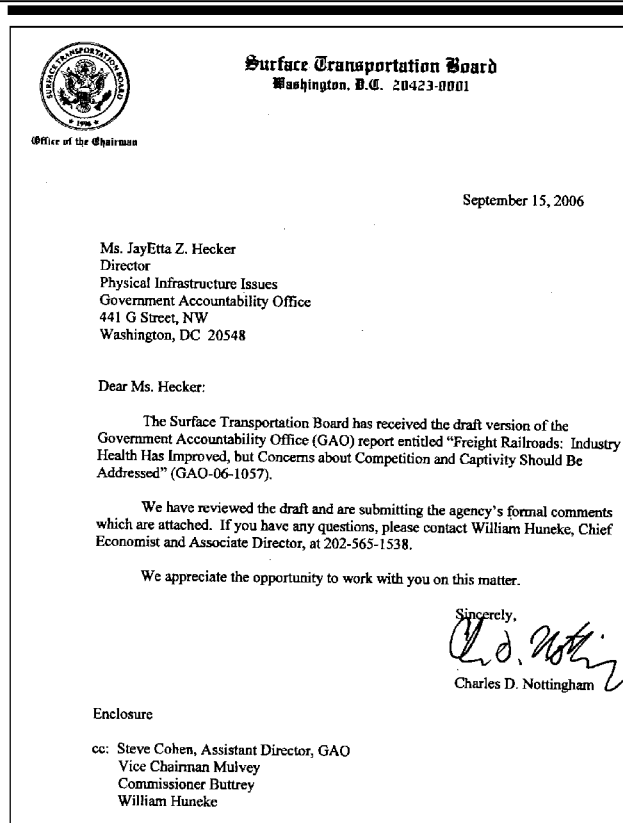 SURFACE TRANSPORTATION BOARD
1996
Surface Transportation Board
Washington, D.C. 20423-0001
Office of the Chairman
September 15, 2006
Ms. JayEtta Z. Hecker
Director
Physical Infrastructure Issues
Government Accountability Office
441 G Street, NW
Washington, DC 20548
Dear Ms. Hecker:
The Surface Transportation Board has received the draft version of the
Government Accountability Office (GAO) report entitled “Freight Railroads: Industry
Health Has Improved, but Concerns about Competition and Captivity Should Be
Addressed” (GAO-06-1057).
We have reviewed the draft and are submitting the agency’s formal comments
which are attached. If you have any questions, please contact William Huneke, Chief
Economist and Associate Director, at 202-565-1538.
We appreciate the opportunity to work with you on this matter.
Sincerely,
Charles D. Nottingham
Enclosure
cc: Steve Cohen, Assistant Director, GAO
Vice Chairman Mulvey
Commissioner Buttrey
William Huneke